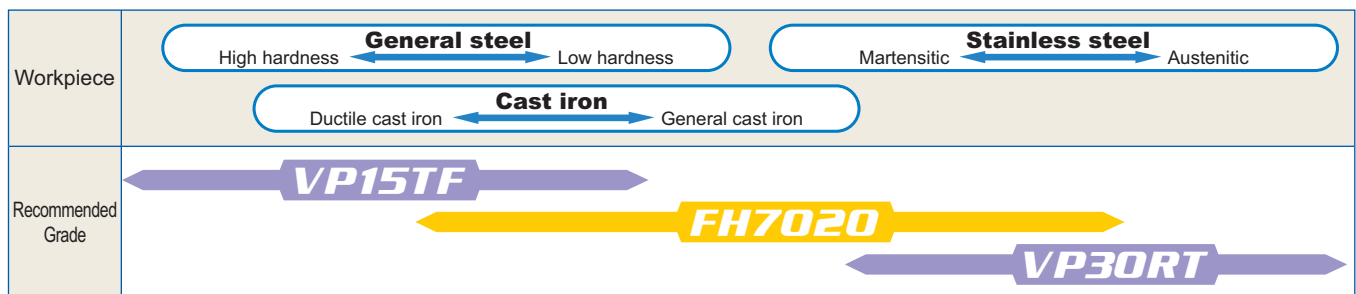 Workpiece
General steel
High hardness Low hardness
Stainless steel
Martensitic Austenitic
Cast iron
Ductile cast iron General cast iron
Recommended
Grade
VP15TF
FH7020
VP30RT